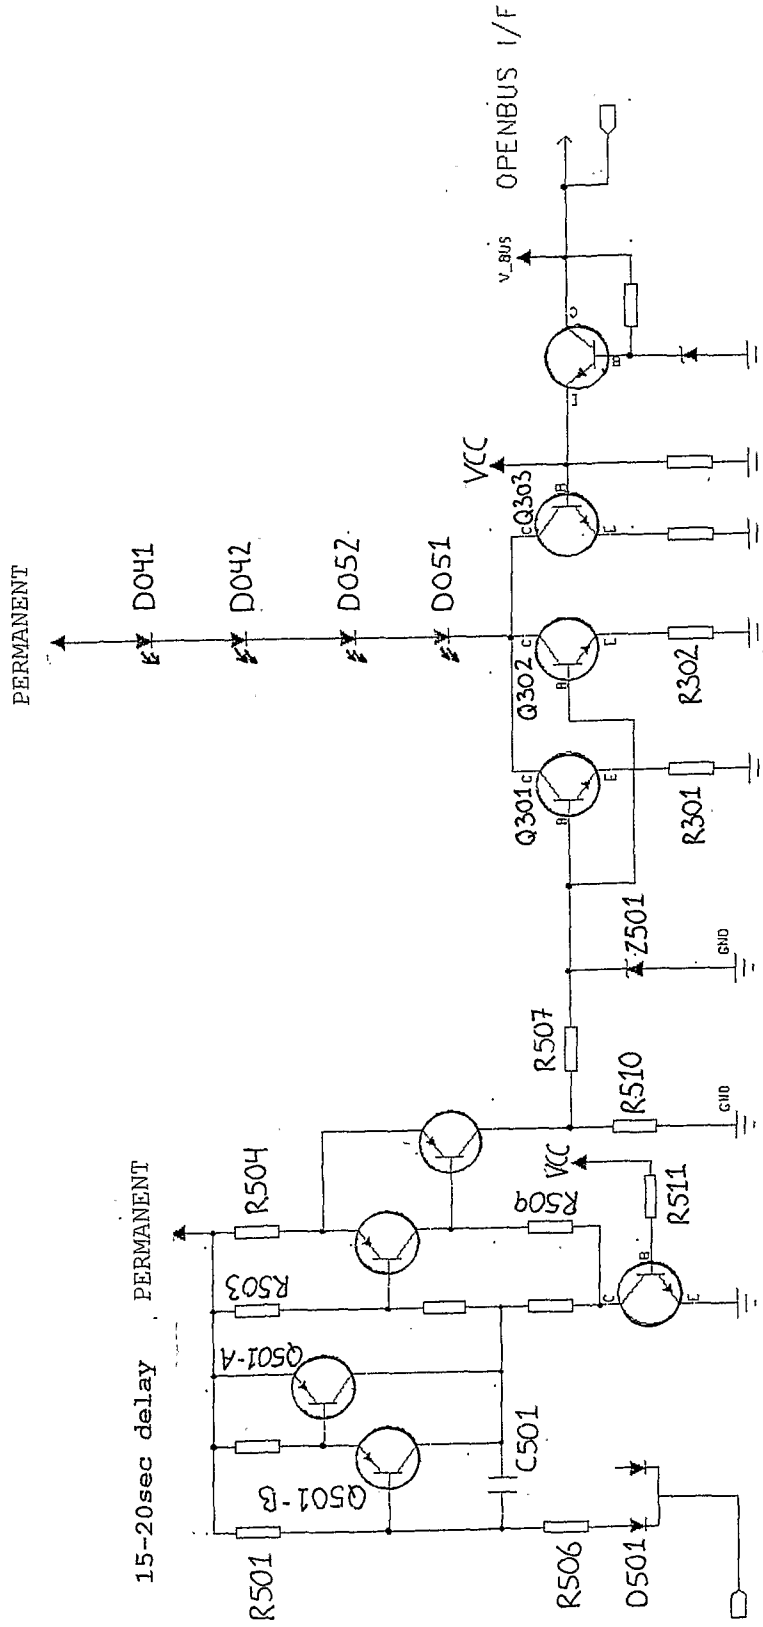 15-20sec delay
PERMANENT
R501
Q501-B
Q501-A
R503
R504
C501
R506
D501
R509
VCC
R511
B
C
E
R510
GND
R507
Z501
GND
PERMANENT
D041
D042
D052
D051
Q301
C
B
E
R301
Q302
C
B
E
R302
Q303
C
B
E
VCC
E
B
C
V_BUS
OPENBUS I/F